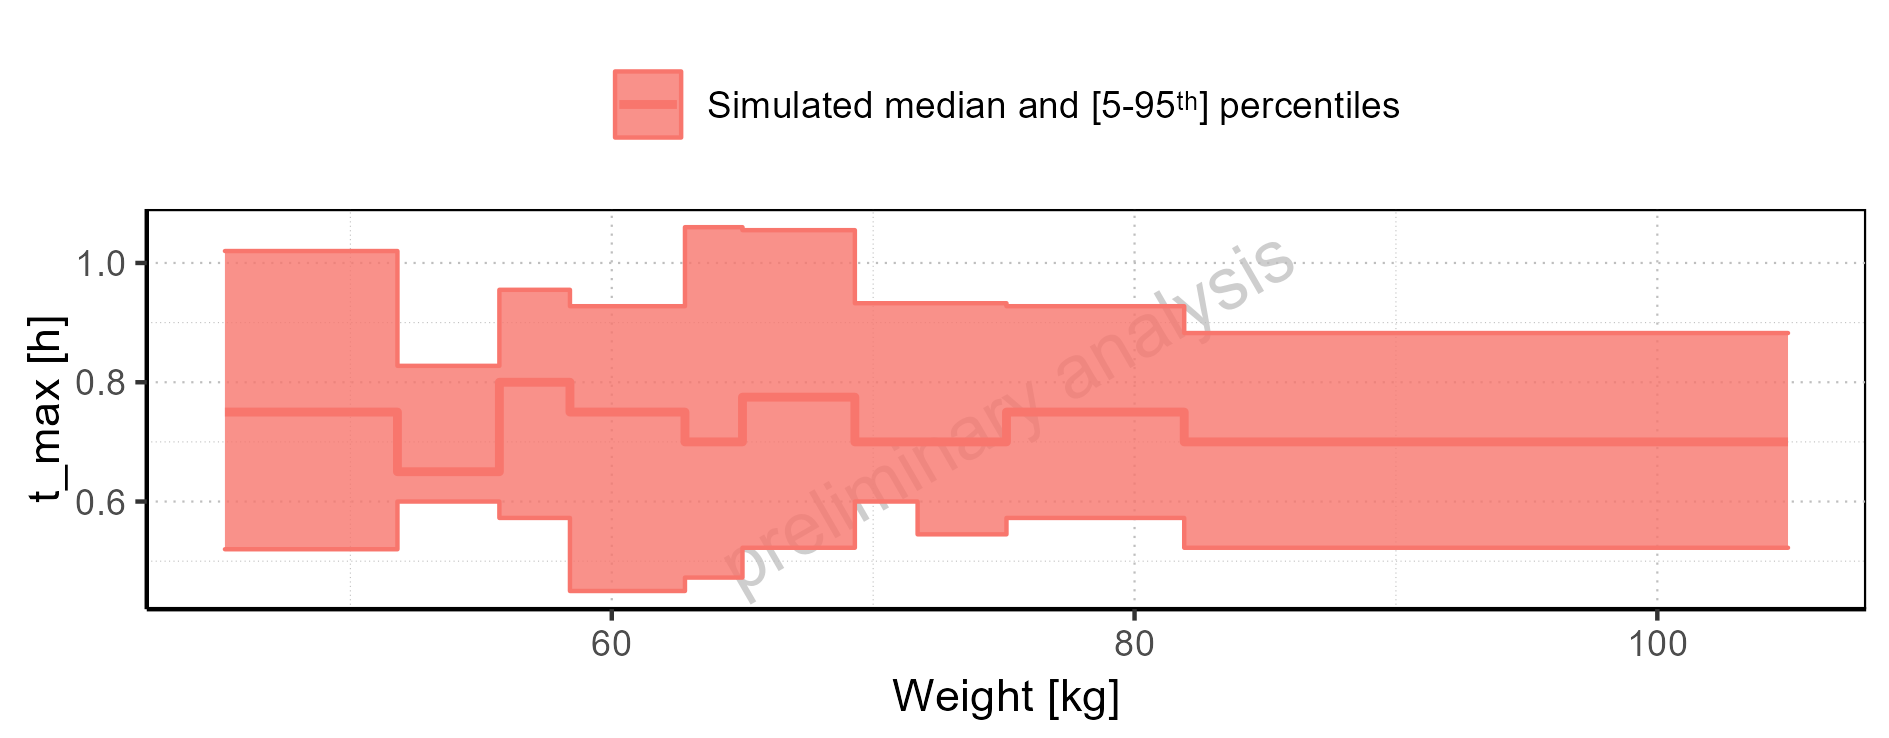 Simulated median and [5-95th] percentiles
1.0
0.8
0.6
t_max [h]
preliminary analysis
60
80
100
Weight [kg]